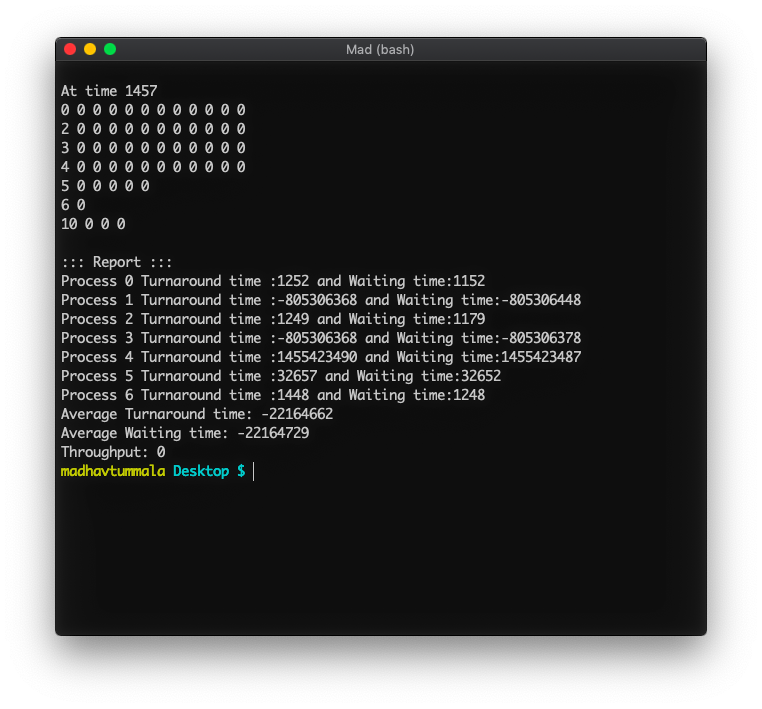 Mad (bash)
At time 1457
0 0 0 0 0 0 0 0 0 0 0 0
2 0 0 0 0 0 0 0 0 0 0 0
3 0 0 0 0 0 0 0 0 0 0 0
4 0 0 0 0 0 0 0 0 0 0 0
5 0 0 0 0 0
6 0
10 0 0 0
::: Report :::
Process 0 Turnaround time :1252 and Waiting time:1152
Process 1 Turnaround time :-805306368 and Waiting time:-805306448
Process 2 Turnaround time :1249 and Waiting time:1179
Process 3 Turnaround time :-805306368 and Waiting time:-805306378
Process 4 Turnaround time :1455423490 and Waiting time:1455423487
Process 5 Turnaround time :32657 and Waiting time:32652
Process 6 Turnaround time :1448 and Waiting time:1248
Average Turnaround time: -22164662
Average Waiting time: -22164729
Throughput: 0
madhavtummala Desktop $